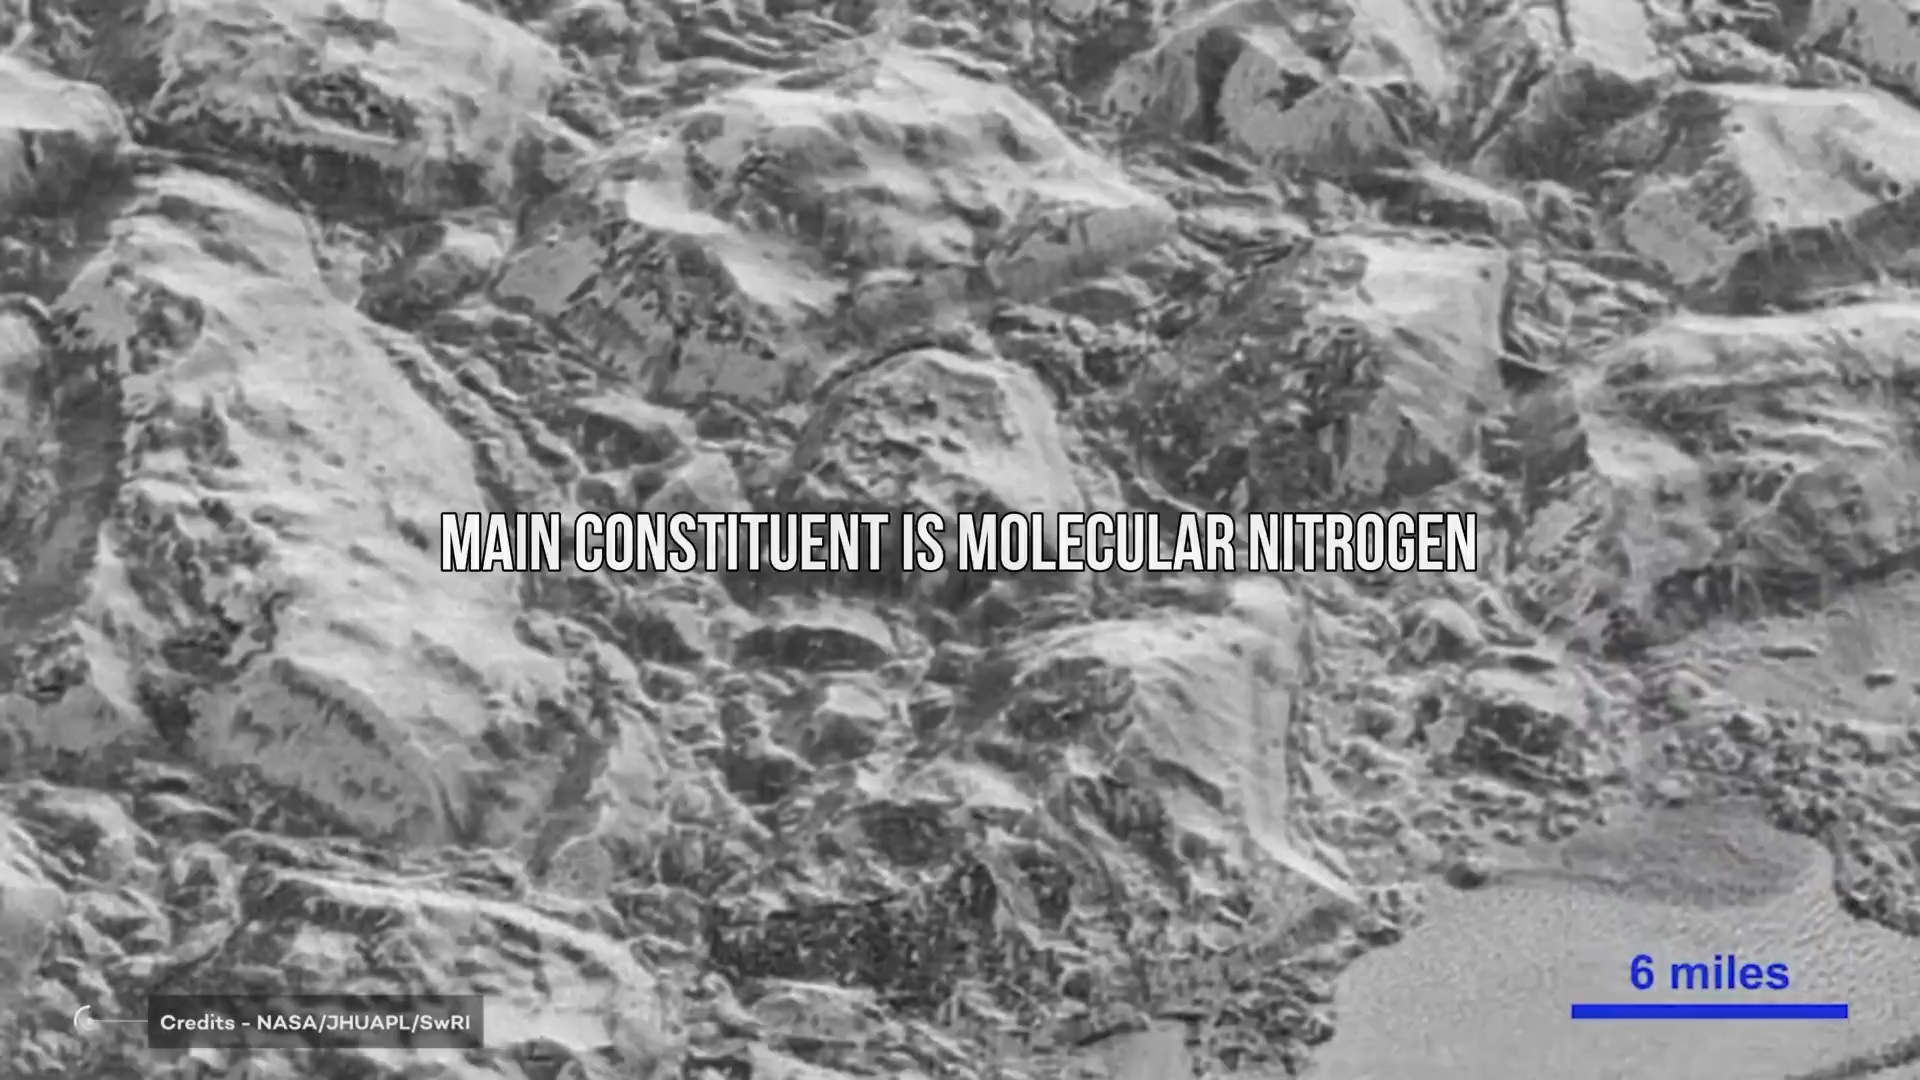 MAIN CONSTITUENT IS MOLECULAR NITROGEN
6 miles
Credits - NASA/JHUAPL/SwRI